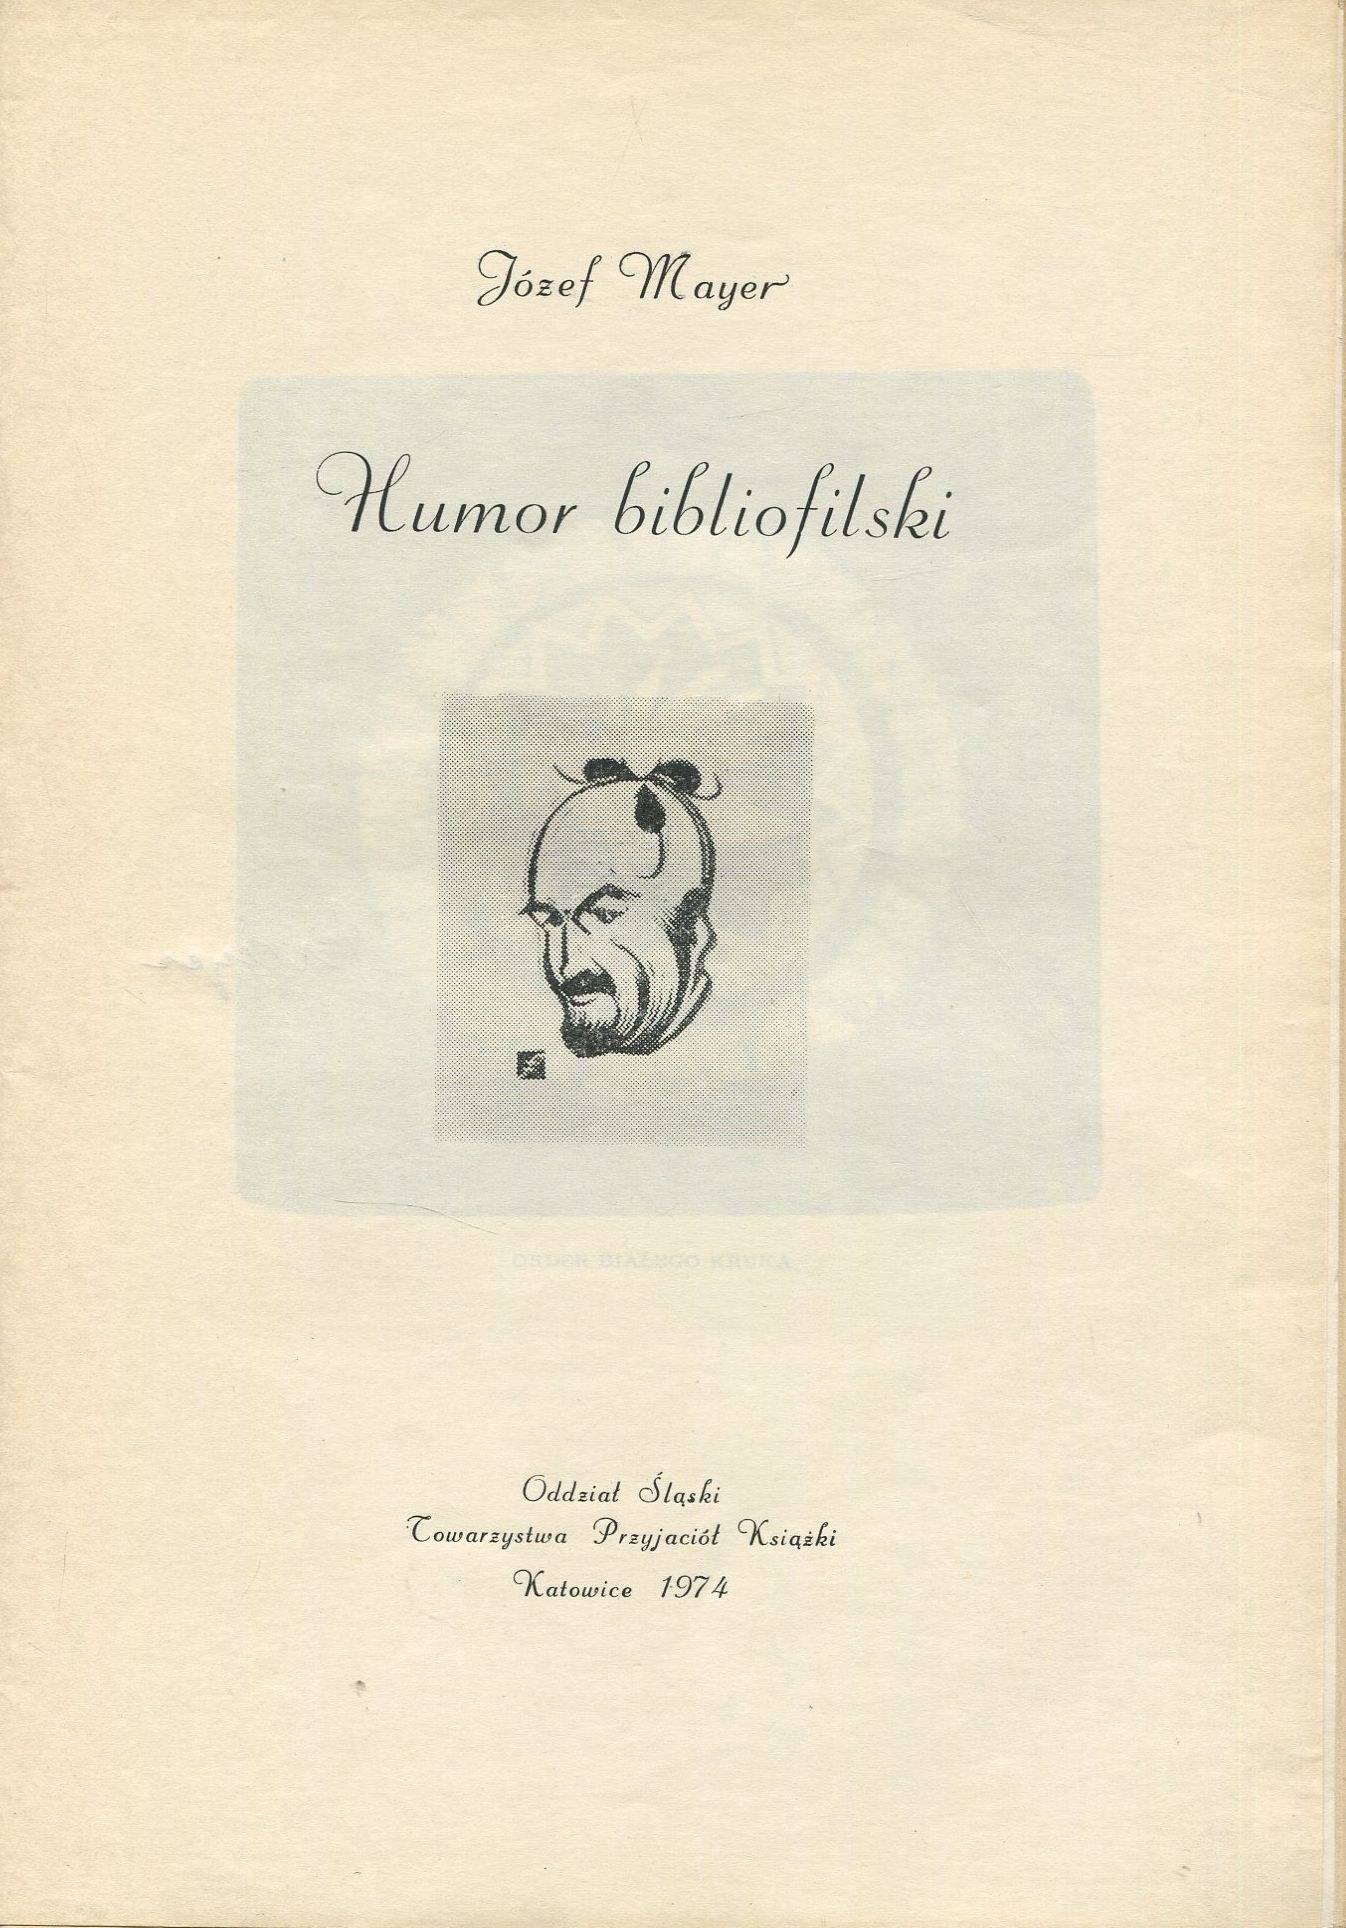 Józef Mayer
Humor bibliofilski
ORDER BIAŁEGO KRUKA
Oddział Śląski
Towarzystwa Przyjaciół Książki
Katowice 1974